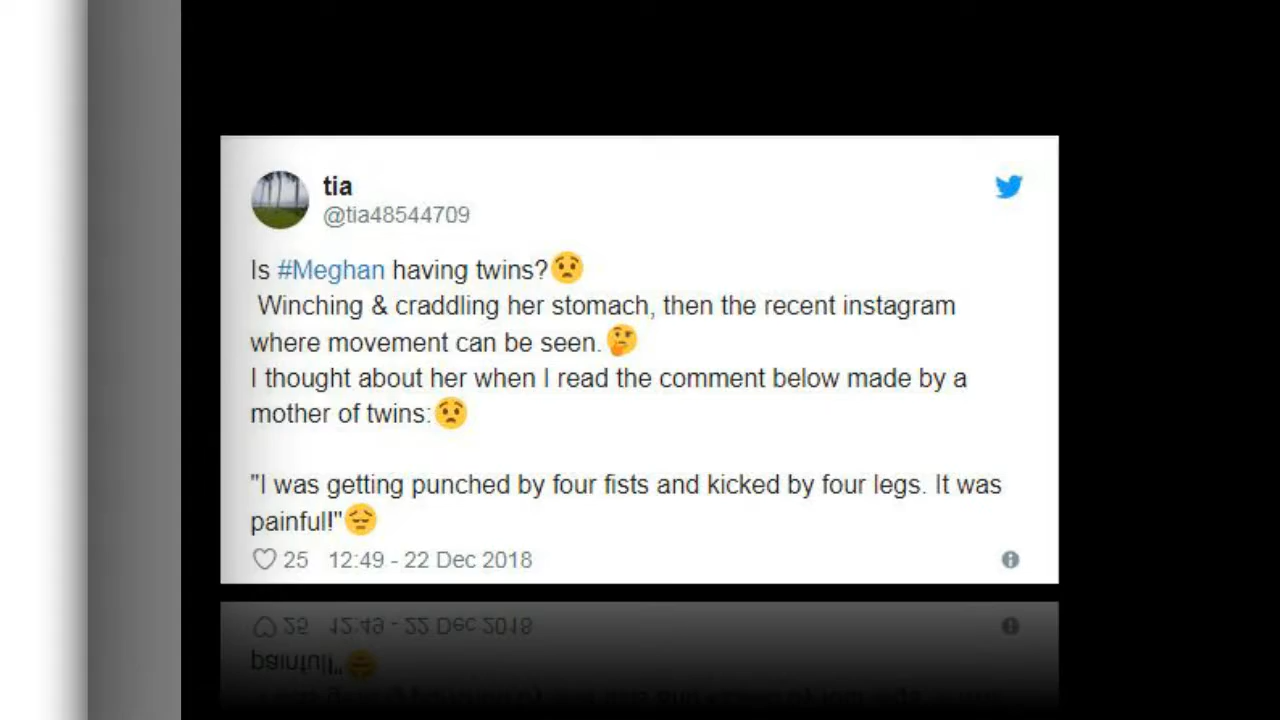 tia
@tia48544709
Is #Meghan having twins?😟
Winching & craddling her stomach, then the recent instagram
where movement can be seen.🤔
I thought about her when I read the comment below made by a
mother of twins:😟
"I was getting punched by four fists and kicked by four legs. It was
painful!"😔
25 12:49 - 22 Dec 2018